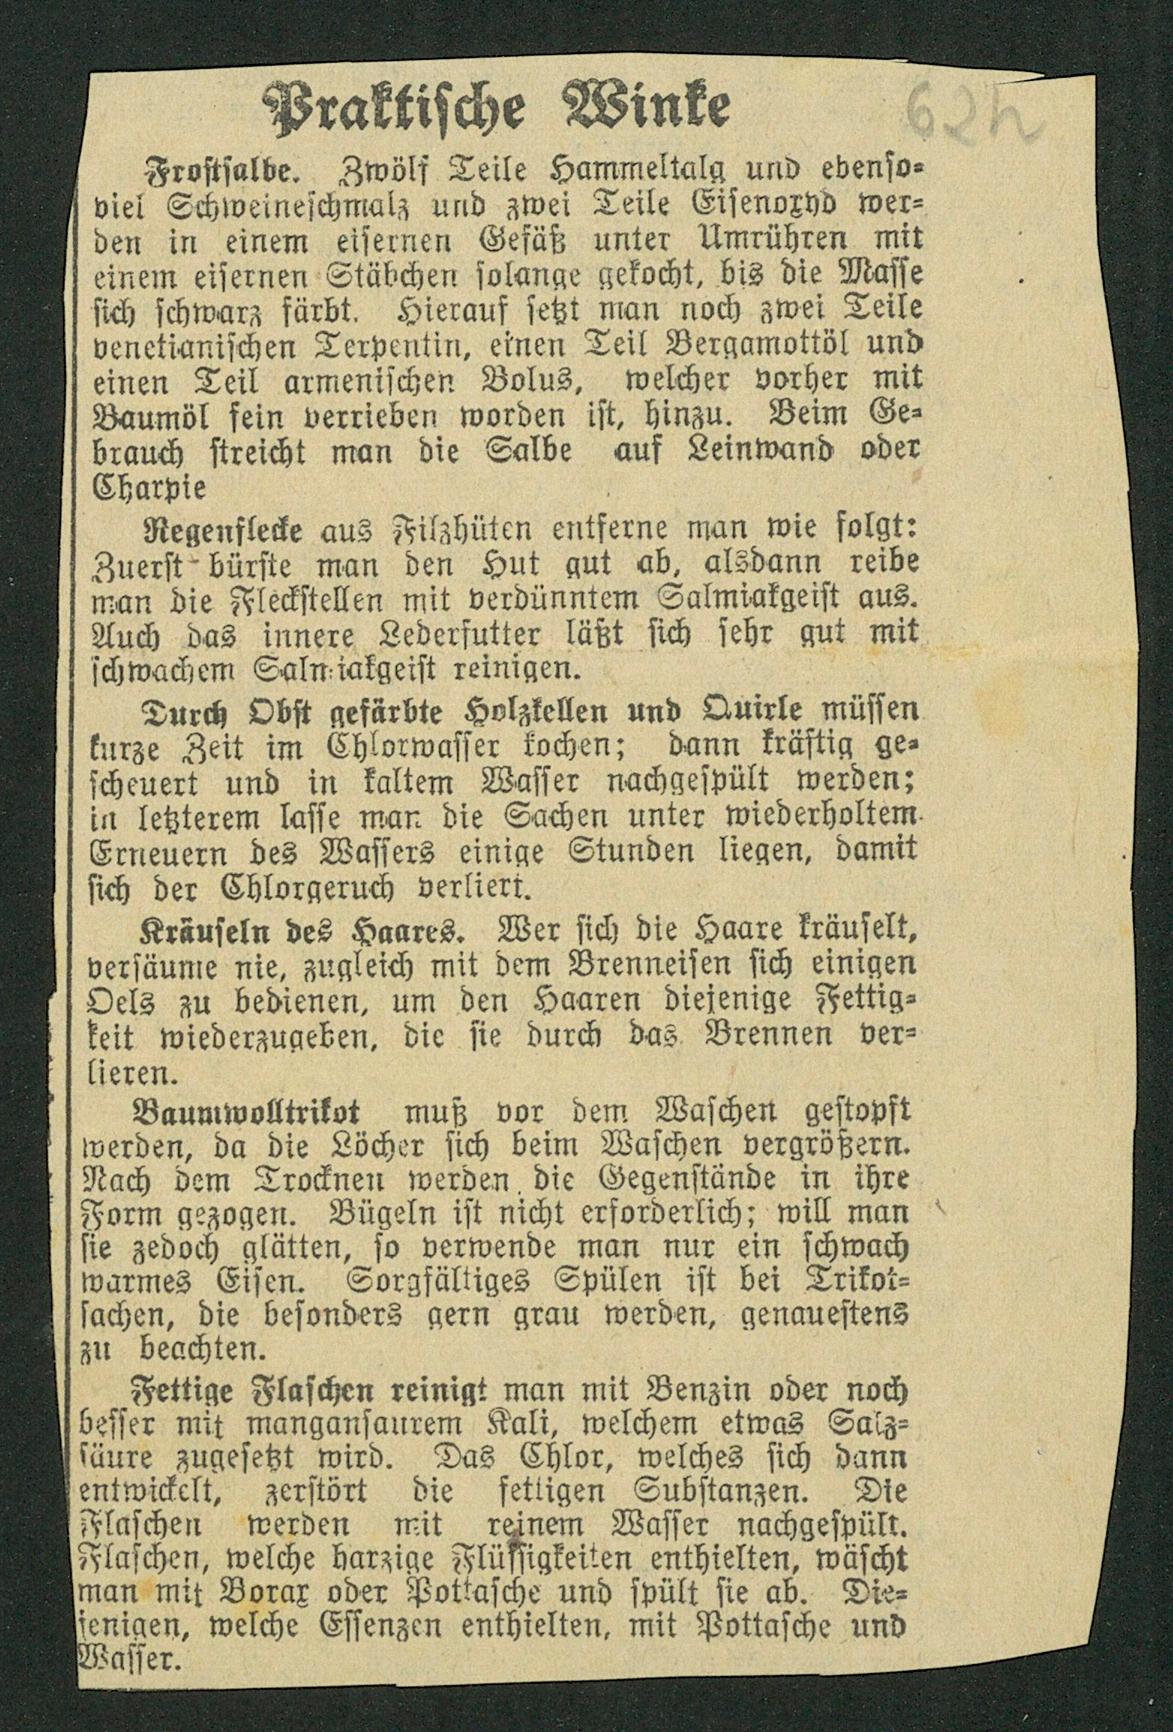 Praktische Winke
62h
Frostsalbe. Zwölf Teile Hammeltalg und ebenso-
viel Schweineschmalz und zwei Teile Eisenoxyd wer-
den in einem eisernen Gefäß unter Umrühren mit
einem eisernen Stäbchen solange gekocht, bis die Masse
sich schwarz färbt. Hierauf setzt man noch zwei Teile
venetianischen Terpentin, einen Teil Bergamottöl und
einen Teil armenischen Bolus, welcher vorher mit
Baumöl fein verrieben worden ist, hinzu. Beim Ge-
brauch streicht man die Salbe auf Leinwand oder
Charpie
Regenflecke aus Filzhüten entferne man wie folgt:
Zuerst bürste man den Hut gut ab, alsdann reibe
man die Fleckstellen mit verdünntem Salmiakgeist aus.
Auch das innere Lederfutter läßt sich sehr gut mit
schwachem Salmiakgeist reinigen.
Durch Obst gefärbte Holzkellen und Quirle müssen
kurze Zeit im Chlorwasser kochen; dann kräftig ge-
scheuert und in kaltem Wasser nachgespült werden;
in letzterem lasse man die Sachen unter wiederholtem
Erneuern des Wassers einige Stunden liegen, damit
sich der Chlorgeruch verliert.
Kräuseln des Haares. Wer sich die Haare kräuselt,
versäume nie, zugleich mit dem Brenneisen sich einigen
Oels zu bedienen, um den Haaren diejenige Fettig-
keit wiederzugeben, die sie durch das Brennen ver-
lieren.
Baumwolltrikot muß vor dem Waschen gestopft
werden, da die Löcher sich beim Waschen vergrößern.
Nach dem Trocknen werden die Gegenstände in ihre
Form gezogen. Bügeln ist nicht erforderlich; will man
sie zedoch glätten, so verwende man nur ein schwach
warmes Eisen. Sorgfältiges Spülen ist bei Trikot-
sachen, die besonders gern grau werden, genauestens
zu beachten.
Fettige Flaschen reinigt man mit Benzin oder noch
besser mit mangansaurem Kali, welchem etwas Salz-
säure zugesetzt wird. Das Chlor, welches sich dann
entwickelt, zerstört die fettigen Substanzen. Die
Flaschen werden mit reinem Wasser nachgespült.
Flaschen, welche harzige Flüssigkeiten enthielten, wäscht
man mit Borax oder Pottasche und spült sie ab. Die-
jenigen, welche Essenzen enthielten, mit Pottasche und
Wasser.